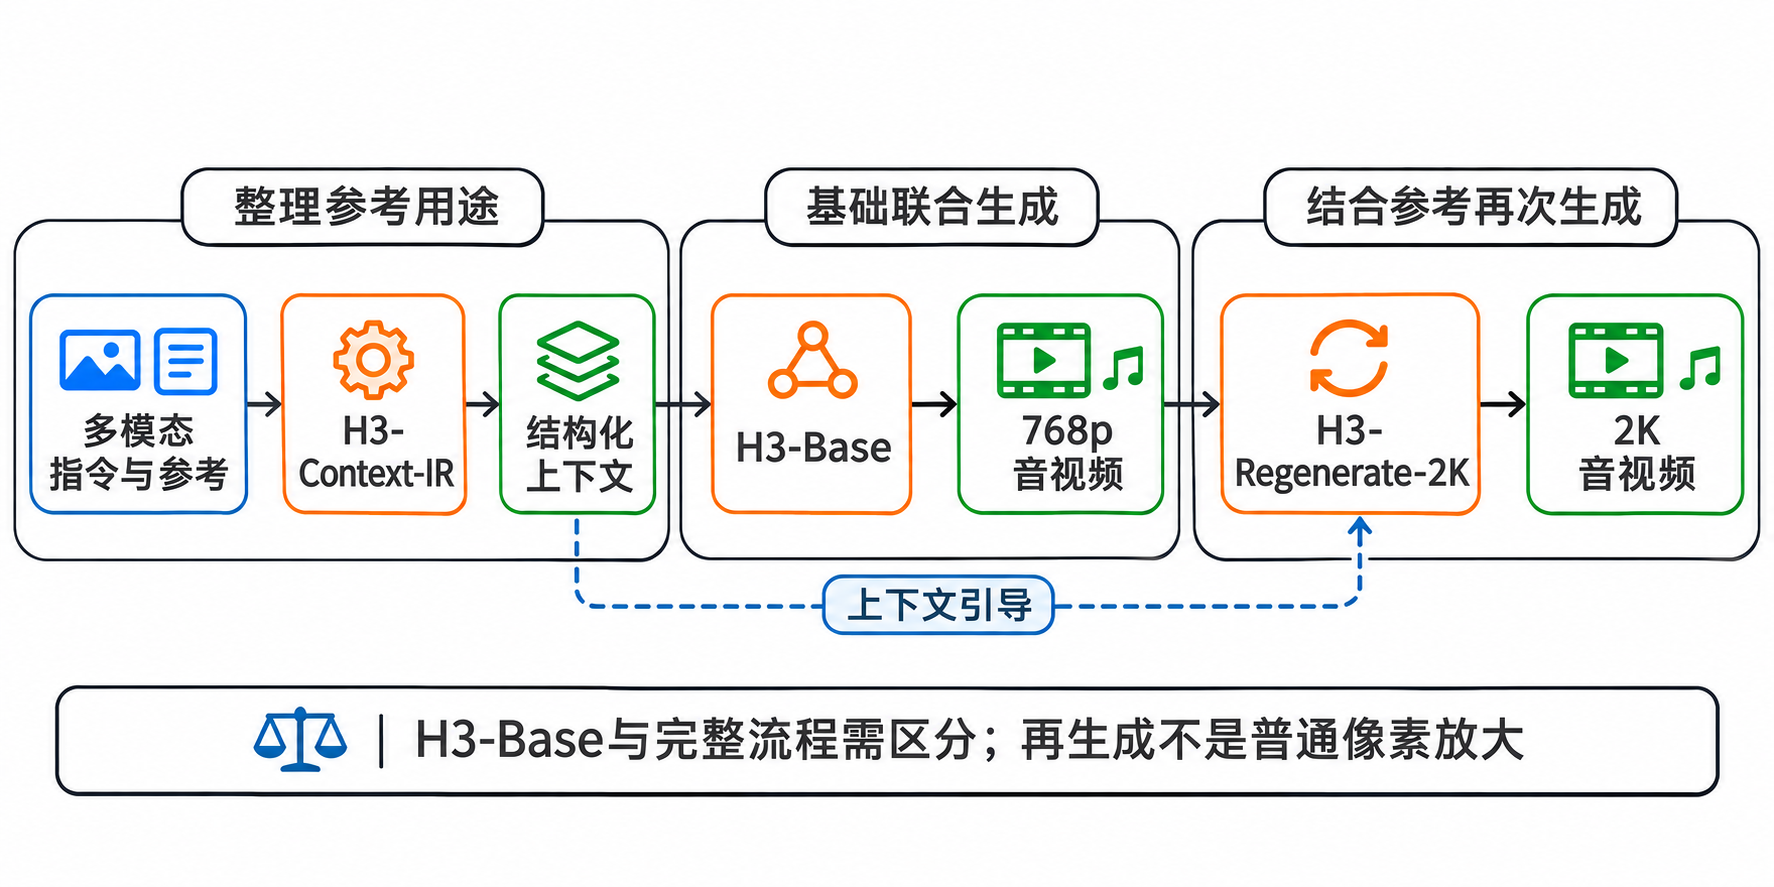 整理参考用途
基础联合生成
结合参考再次生成
多模态
指令与参考
H3-
Context-IR
结构化
上下文
H3-Base
768p
音视频
H3-
Regenerate-2K
2K
音视频
上下文引导
H3-Base与完整流程需区分；再生成不是普通像素放大